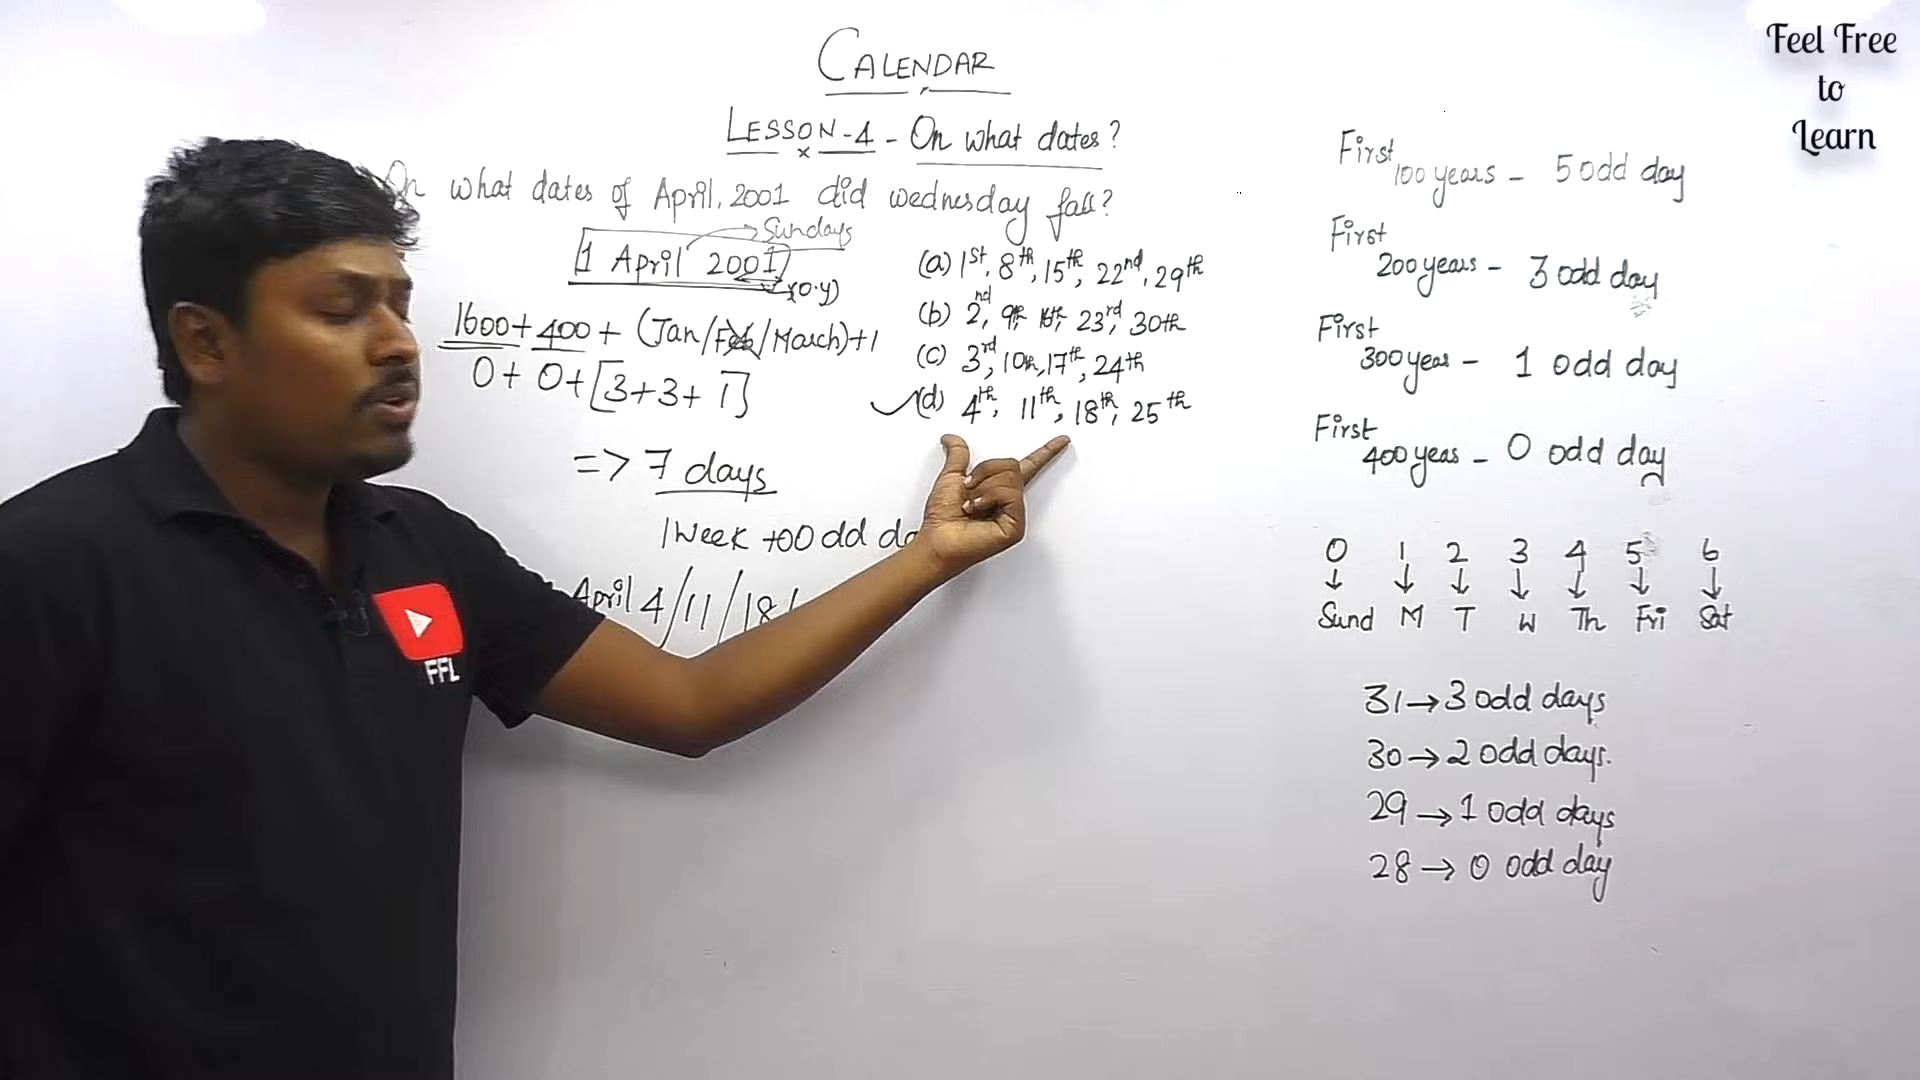 CALENDAR
LESSON-4 - On what dates?
On what dates of April, 2001 did wednesday fall?
1 April 2001 Sundays
(o.y)
1600+400+ (Jan/Feb/March)+1
0+ 0+[3+3+1]
=> 7 days
1Week +0 Odd da
April 4/11/18/
(a) 1st, 8th, 15th, 22nd, 29th
(b) 2nd, 9th, 16th, 23rd, 30th
(c) 3rd, 10th, 17th, 24th
(d) 4th, 11th, 18th, 25th
Feel Free
to
Learn
First
100 years - 5 odd day
First
200 years - 3 odd day
First
300 year - 1 odd day
First
400 yeas - 0 odd day
0 1 2 3 4 5 6
↓ ↓ ↓ ↓ ↓ ↓ ↓
Sund M T W Th Fri Sat
31→3 odd days
30→2 odd days.
29→1 odd days
28→0 odd day
FFL